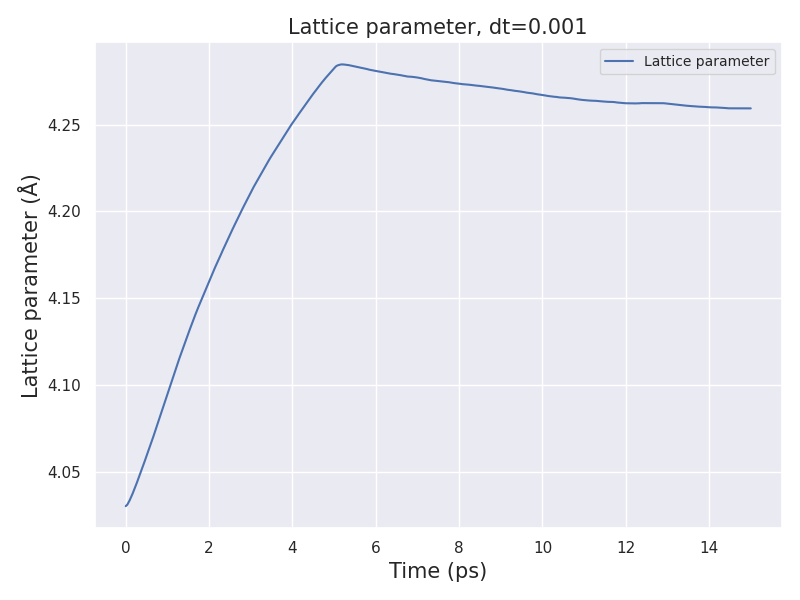 Lattice parameter, dt=0.001
Lattice parameter
Lattice parameter (Å)
4.25
4.20
4.15
4.10
4.05
0 2 4 6 8 10 12 14
Time (ps)